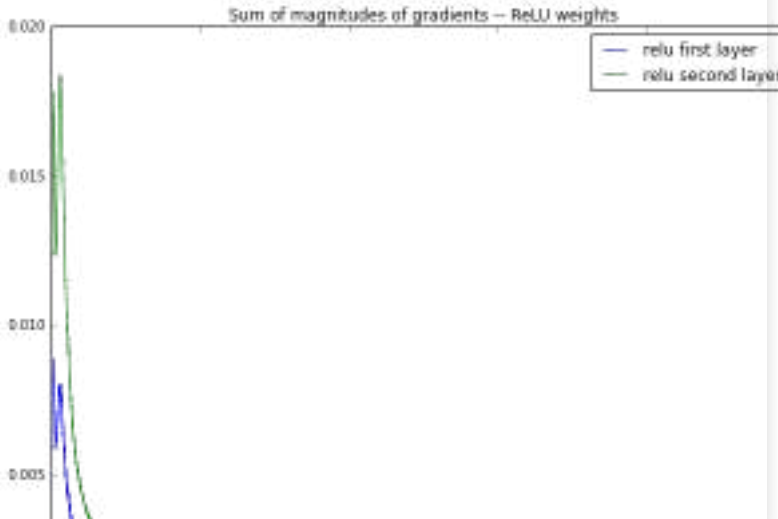 Sum of magnitudes of gradients -- ReLU weights
0.020
relu first layer
relu second layer
0.015
0.010
0.005